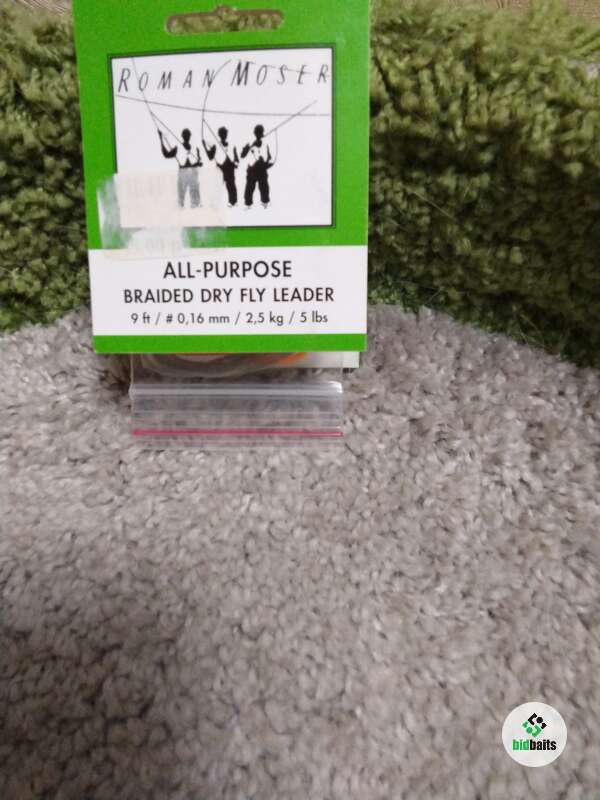 ROMAN MOSER
ALL-PURPOSE
BRAIDED DRY FLY LEADER
9 ft / # 0,16 mm / 2,5 kg / 5 lbs
bidbaits